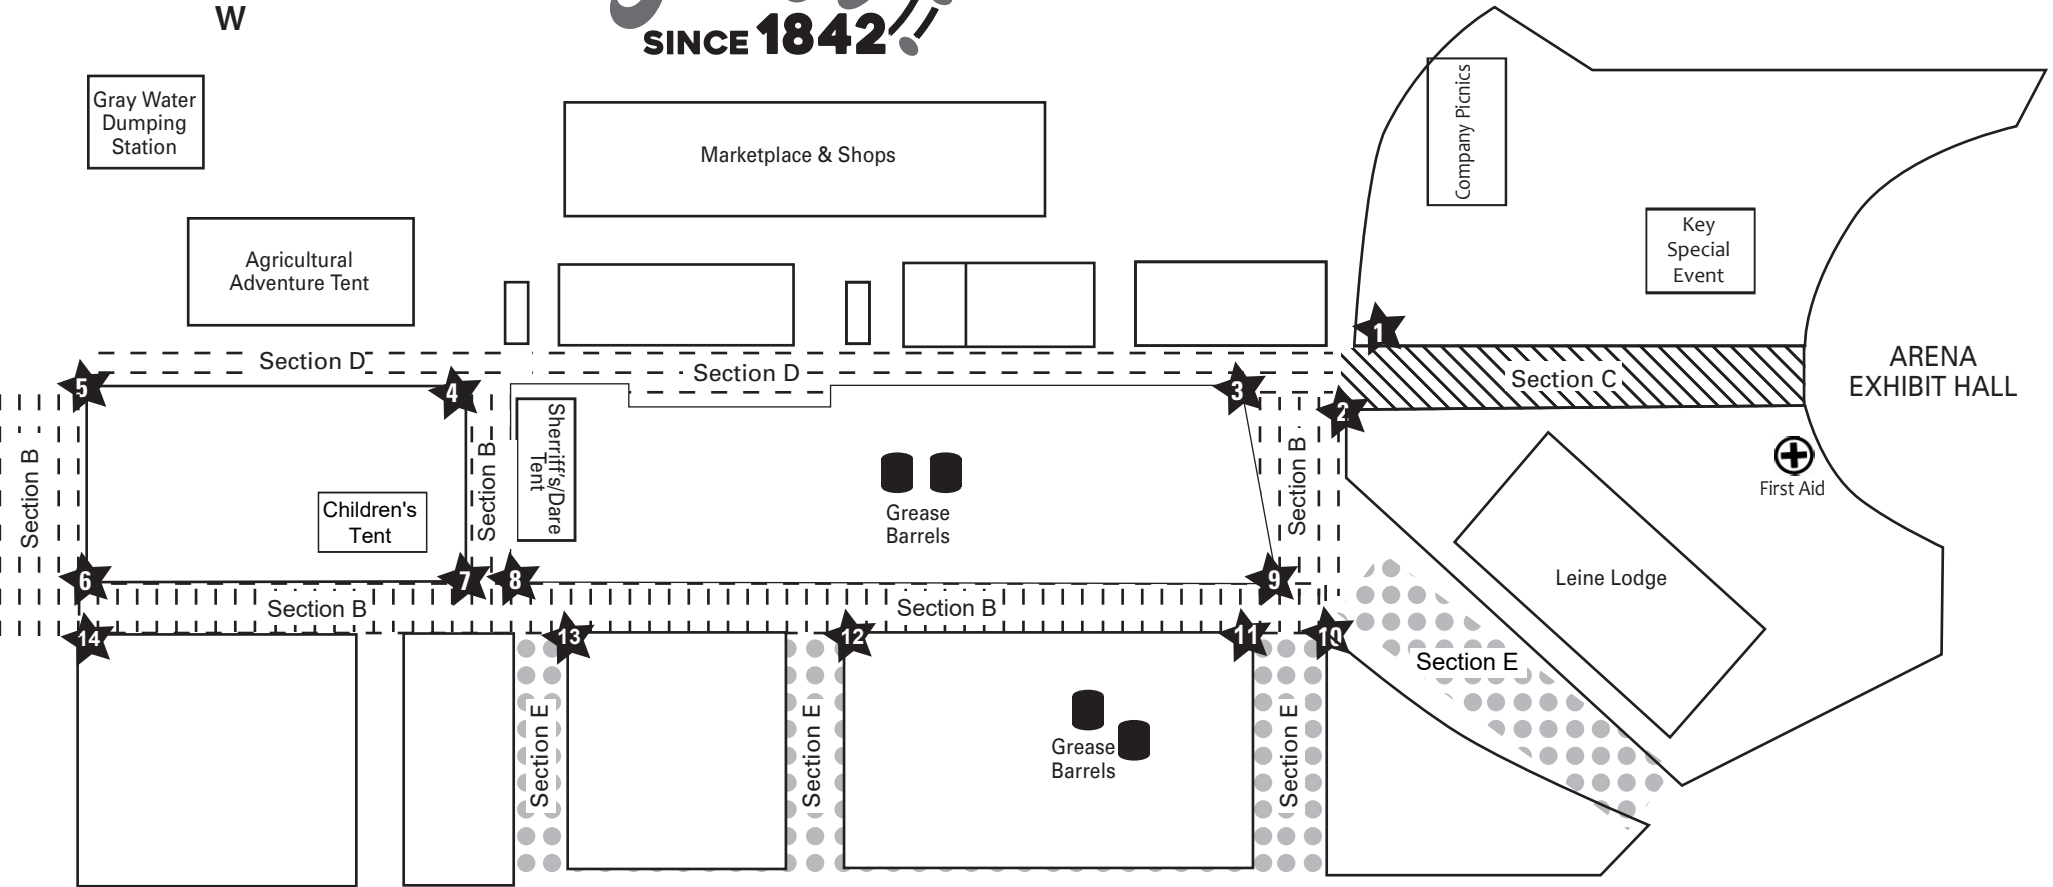 W
SINCE 1842
Gray Water
Dumping
Station
Marketplace & Shops
Company Picnics
Key
Special
Event
Agricultural
Adventure Tent
1
ARENA
EXHIBIT HALL
Section D
Section D
Section C
5
4
3
2
Section B
Section B
Sherriff's/Dare
Tent
Section B
First Aid
Children's
Tent
Grease
Barrels
Leine Lodge
6
7
8
9
Section B
Section B
14
13
12
11
10
Section E
Section E
Section E
Section E
Grease
Barrels